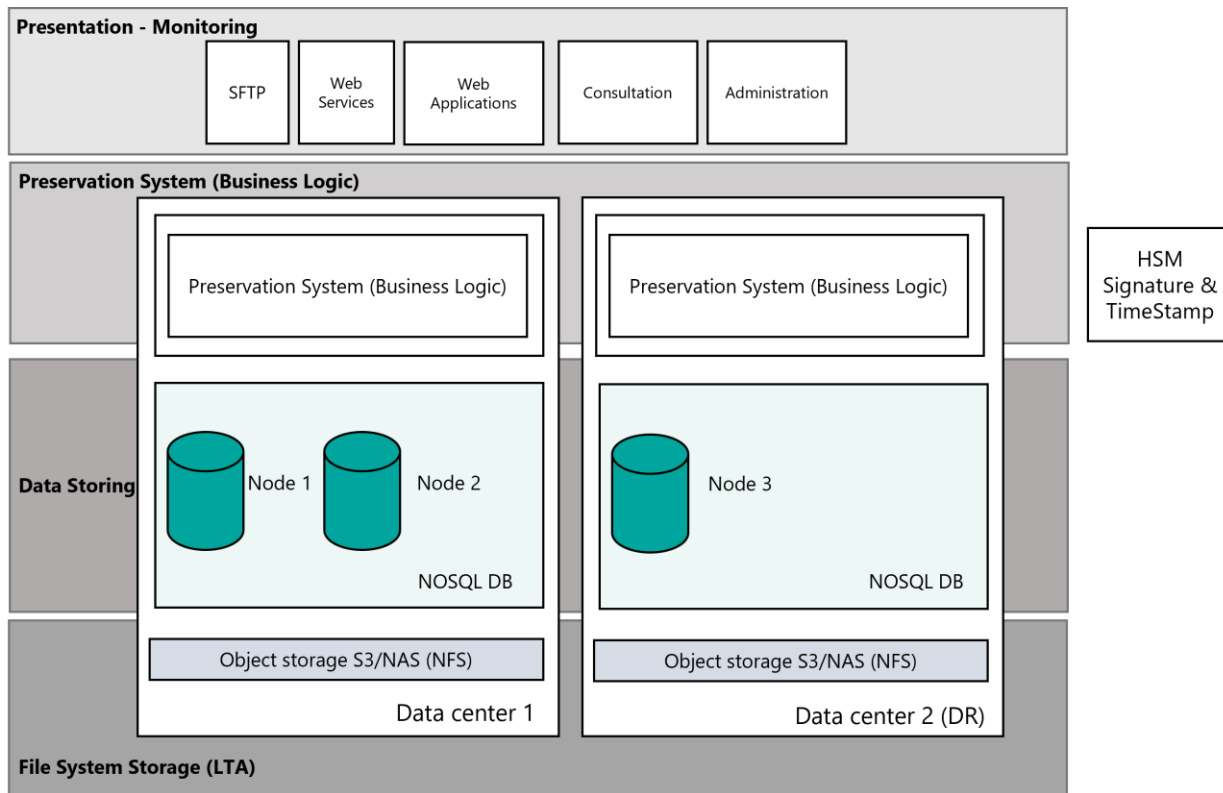 Presentation - Monitoring
SFTP
Web
Services
Web
Applications
Consultation
Administration
Preservation System (Business Logic)
Preservation System (Business Logic)
Preservation System (Business Logic)
HSM
Signature &
TimeStamp
Data Storing
Node 1
Node 2
NOSQL DB
Node 3
NOSQL DB
Object storage S3/NAS (NFS)
Object storage S3/NAS (NFS)
Data center 1
Data center 2 (DR)
File System Storage (LTA)